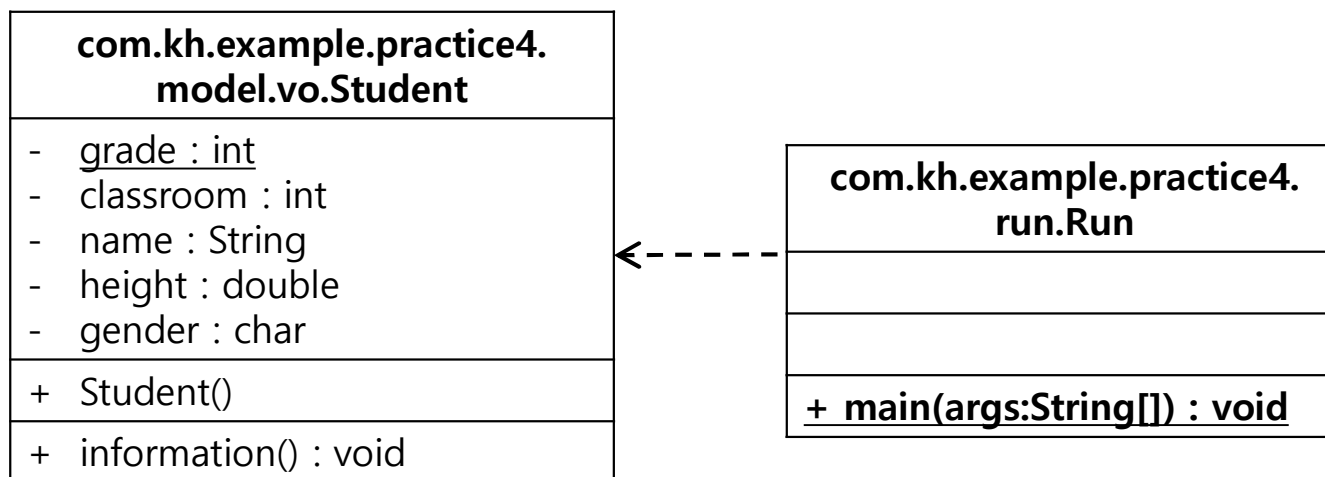 com.kh.example.practice4.
model.vo.Student
- grade : int
- classroom : int
- name : String
- height : double
- gender : char
+ Student()
+ information() : void
com.kh.example.practice4.
run.Run
+ main(args:String[]) : void